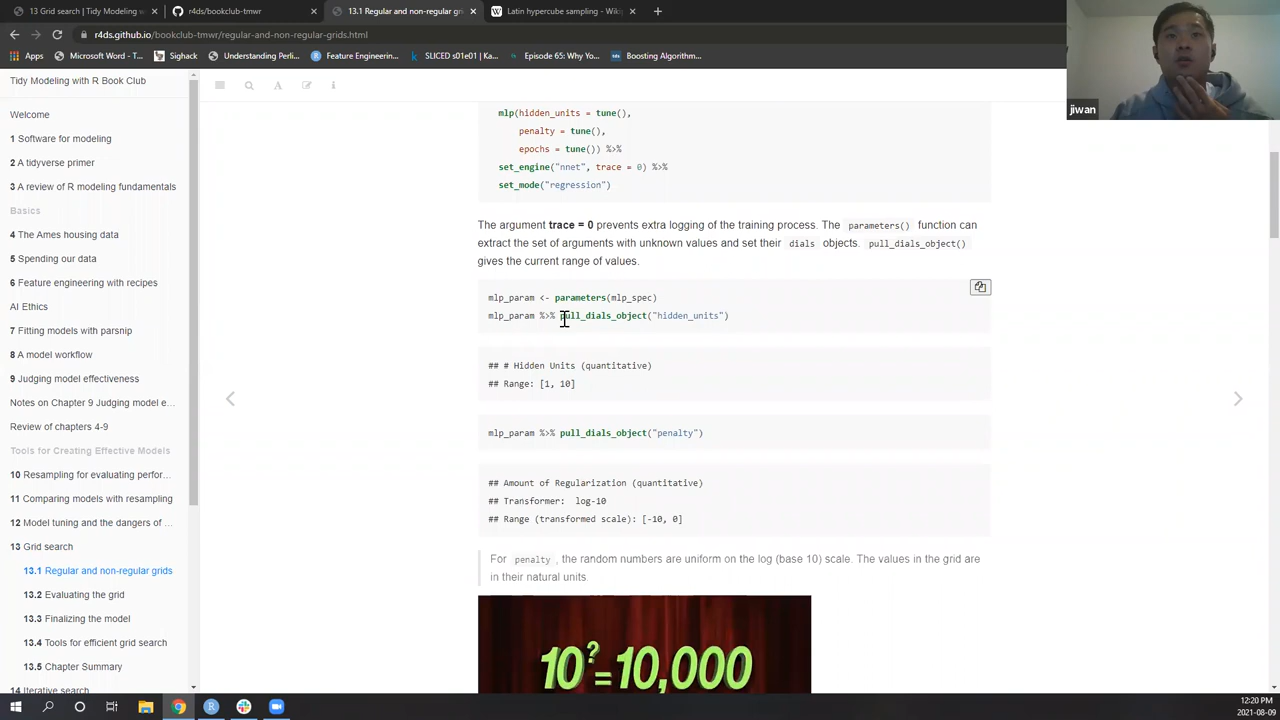 13 Grid search | Tidy Modeling w
r4ds/bookclub-tmwr
13.1 Regular and non-regular gri
Latin hypercube sampling - Wiki
r4ds.github.io/bookclub-tmwr/regular-and-non-regular-grids.html
Apps
Microsoft Word - T...
Sighack
Understanding Perli...
Feature Engineerin...
SLICED s01e01 | Ka...
Episode 65: Why Yo...
Boosting Algorithm...
jiwan
Tidy Modeling with R Book Club
Welcome
1 Software for modeling
2 A tidyverse primer
3 A review of R modeling fundamentals
Basics
4 The Ames housing data
5 Spending our data
6 Feature engineering with recipes
AI Ethics
7 Fitting models with parsnip
8 A model workflow
9 Judging model effectiveness
Notes on Chapter 9 Judging model e...
Review of chapters 4-9
Tools for Creating Effective Models
10 Resampling for evaluating perfor...
11 Comparing models with resampling
12 Model tuning and the dangers of ...
13 Grid search
13.1 Regular and non-regular grids
13.2 Evaluating the grid
13.3 Finalizing the model
13.4 Tools for efficient grid search
13.5 Chapter Summary
14 Iterative search
mlp(hidden_units = tune(),
penalty = tune(),
epochs = tune()) %>%
set_engine("nnet", trace = 0) %>%
set_mode("regression")
The argument trace = 0 prevents extra logging of the training process. The parameters() function can
extract the set of arguments with unknown values and set their dials objects. pull_dials_object()
gives the current range of values.
mlp_param <- parameters(mlp_spec)
mlp_param %>% pull_dials_object("hidden_units")
## # Hidden Units (quantitative)
## Range: [1, 10]
mlp_param %>% pull_dials_object("penalty")
## Amount of Regularization (quantitative)
## Transformer: log-10
## Range (transformed scale): [-10, 0]
For penalty , the random numbers are uniform on the log (base 10) scale. The values in the grid are
in their natural units.
10?=10,000
12:20 PM
2021-08-09